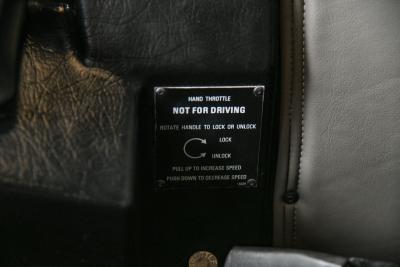 HAND THROTTLE
NOT FOR DRIVING
ROTATE HANDLE TO LOCK OR UNLOCK
LOCK
UNLOCK
PULL UP TO INCREASE SPEED
PUSH DOWN TO DECREASE SPEED